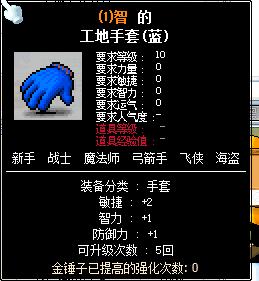 (1)智 的
工地手套(蓝)
要求等级 : 10
要求力量 : 0
要求敏捷 : 0
要求智力 : 0
要求运气 : 0
要求人气度 : -
道具等级 : -
道具经验值 : -
新手 战士 魔法师 弓箭手 飞侠 海盗
装备分类 : 手套
敏捷 : +2
智力 : +1
防御力 : +1
可升级次数 : 5回
金锤子已提高的强化次数: 0